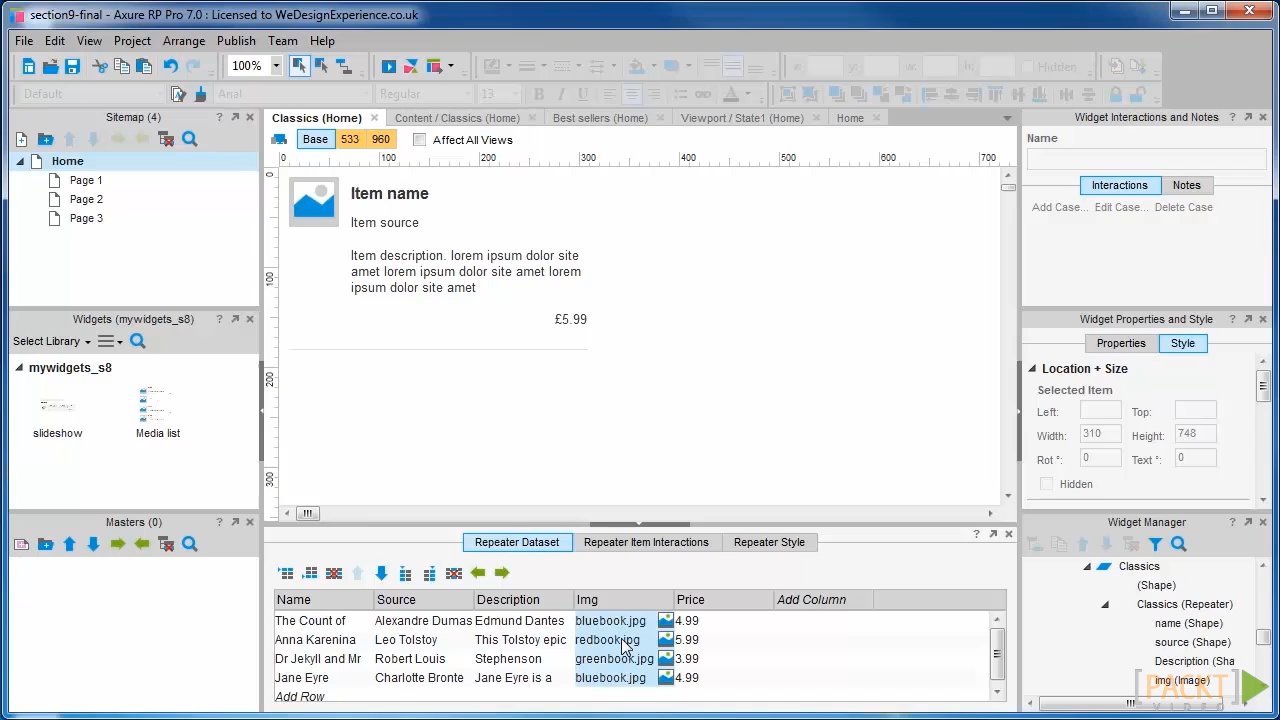 section9-final - Axure RP Pro 7.0 : Licensed to WeDesignExperience.co.uk
File Edit View Project Arrange Publish Team Help
100% x: y: w: h: Hidden
Default Arial Regular 13 B I U
Sitemap (4)
Home
Page 1
Page 2
Page 3
Widgets (mywidgets_s8)
Select Library
mywidgets_s8
slideshow Media list
Masters (0)
Classics (Home) Content / Classics (Home) Best sellers (Home) Viewport / State1 (Home) Home
Base 533 960 Affect All Views
0 100 200 300 400 500 600 700
0
100
200
300
Item name
Item source
Item description. lorem ipsum dolor site
amet lorem ipsum dolor site amet lorem
ipsum dolor site amet
£5.99
Repeater Dataset Repeater Item Interactions Repeater Style
Name Source Description Img Price Add Column
The Count of Alexandre Dumas Edmund Dantes bluebook.jpg 4.99
Anna Karenina Leo Tolstoy This Tolstoy epic redbook.jpg 5.99
Dr Jekyll and Mr Robert Louis Stephenson greenbook.jpg 3.99
Jane Eyre Charlotte Bronte Jane Eyre is a bluebook.jpg 4.99
Add Row
Widget Interactions and Notes
Name
Interactions Notes
Add Case... Edit Case... Delete Case
Widget Properties and Style
Properties Style
Location + Size
Selected Item
Left: Top:
Width: 310 Height: 748
Rot °: 0 Text °: 0
Hidden
Widget Manager
Classics
(Shape)
Classics (Repeater)
name (Shape)
source (Shape)
Description (Sha
img (Image)
[PACKT]
VIDEO